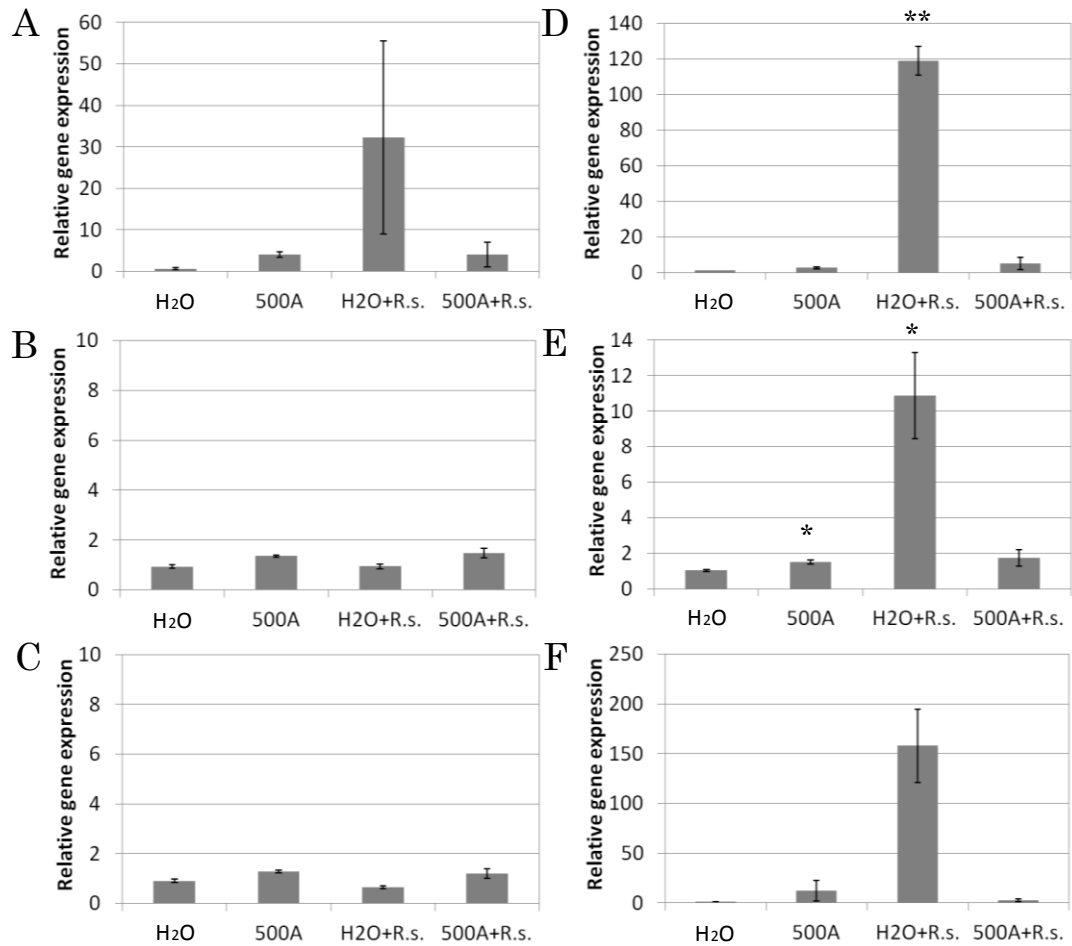 A
Relative gene expression
60
50
40
30
20
10
0
H2O 500A H2O+R.s. 500A+R.s.
D
Relative gene expression
**
140
120
100
80
60
40
20
0
H2O 500A H2O+R.s. 500A+R.s.
B
Relative gene expression
10
8
6
4
2
0
H2O 500A H2O+R.s. 500A+R.s.
E
Relative gene expression
*
*
14
12
10
8
6
4
2
0
H2O 500A H2O+R.s. 500A+R.s.
C
Relative gene expression
10
8
6
4
2
0
H2O 500A H2O+R.s. 500A+R.s.
F
Relative gene expression
250
200
150
100
50
0
H2O 500A H2O+R.s. 500A+R.s.